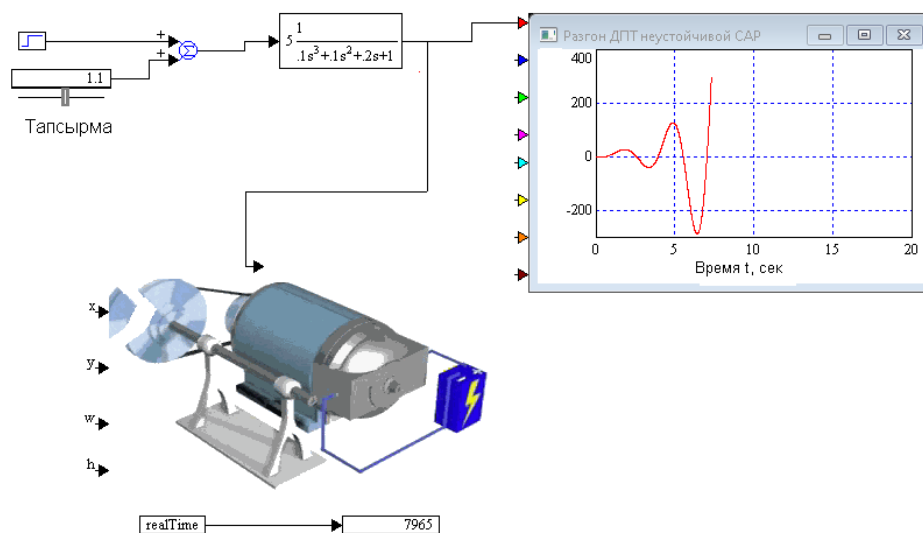 +
+
1.1
Тапсырма
5 1
.1s³+.1s²+.2s+1
Разгон ДПТ неустойчивой САР
400
200
0
-200
0 5 10 15 20
Время t, сек
x
y
w
h
realTime 7965